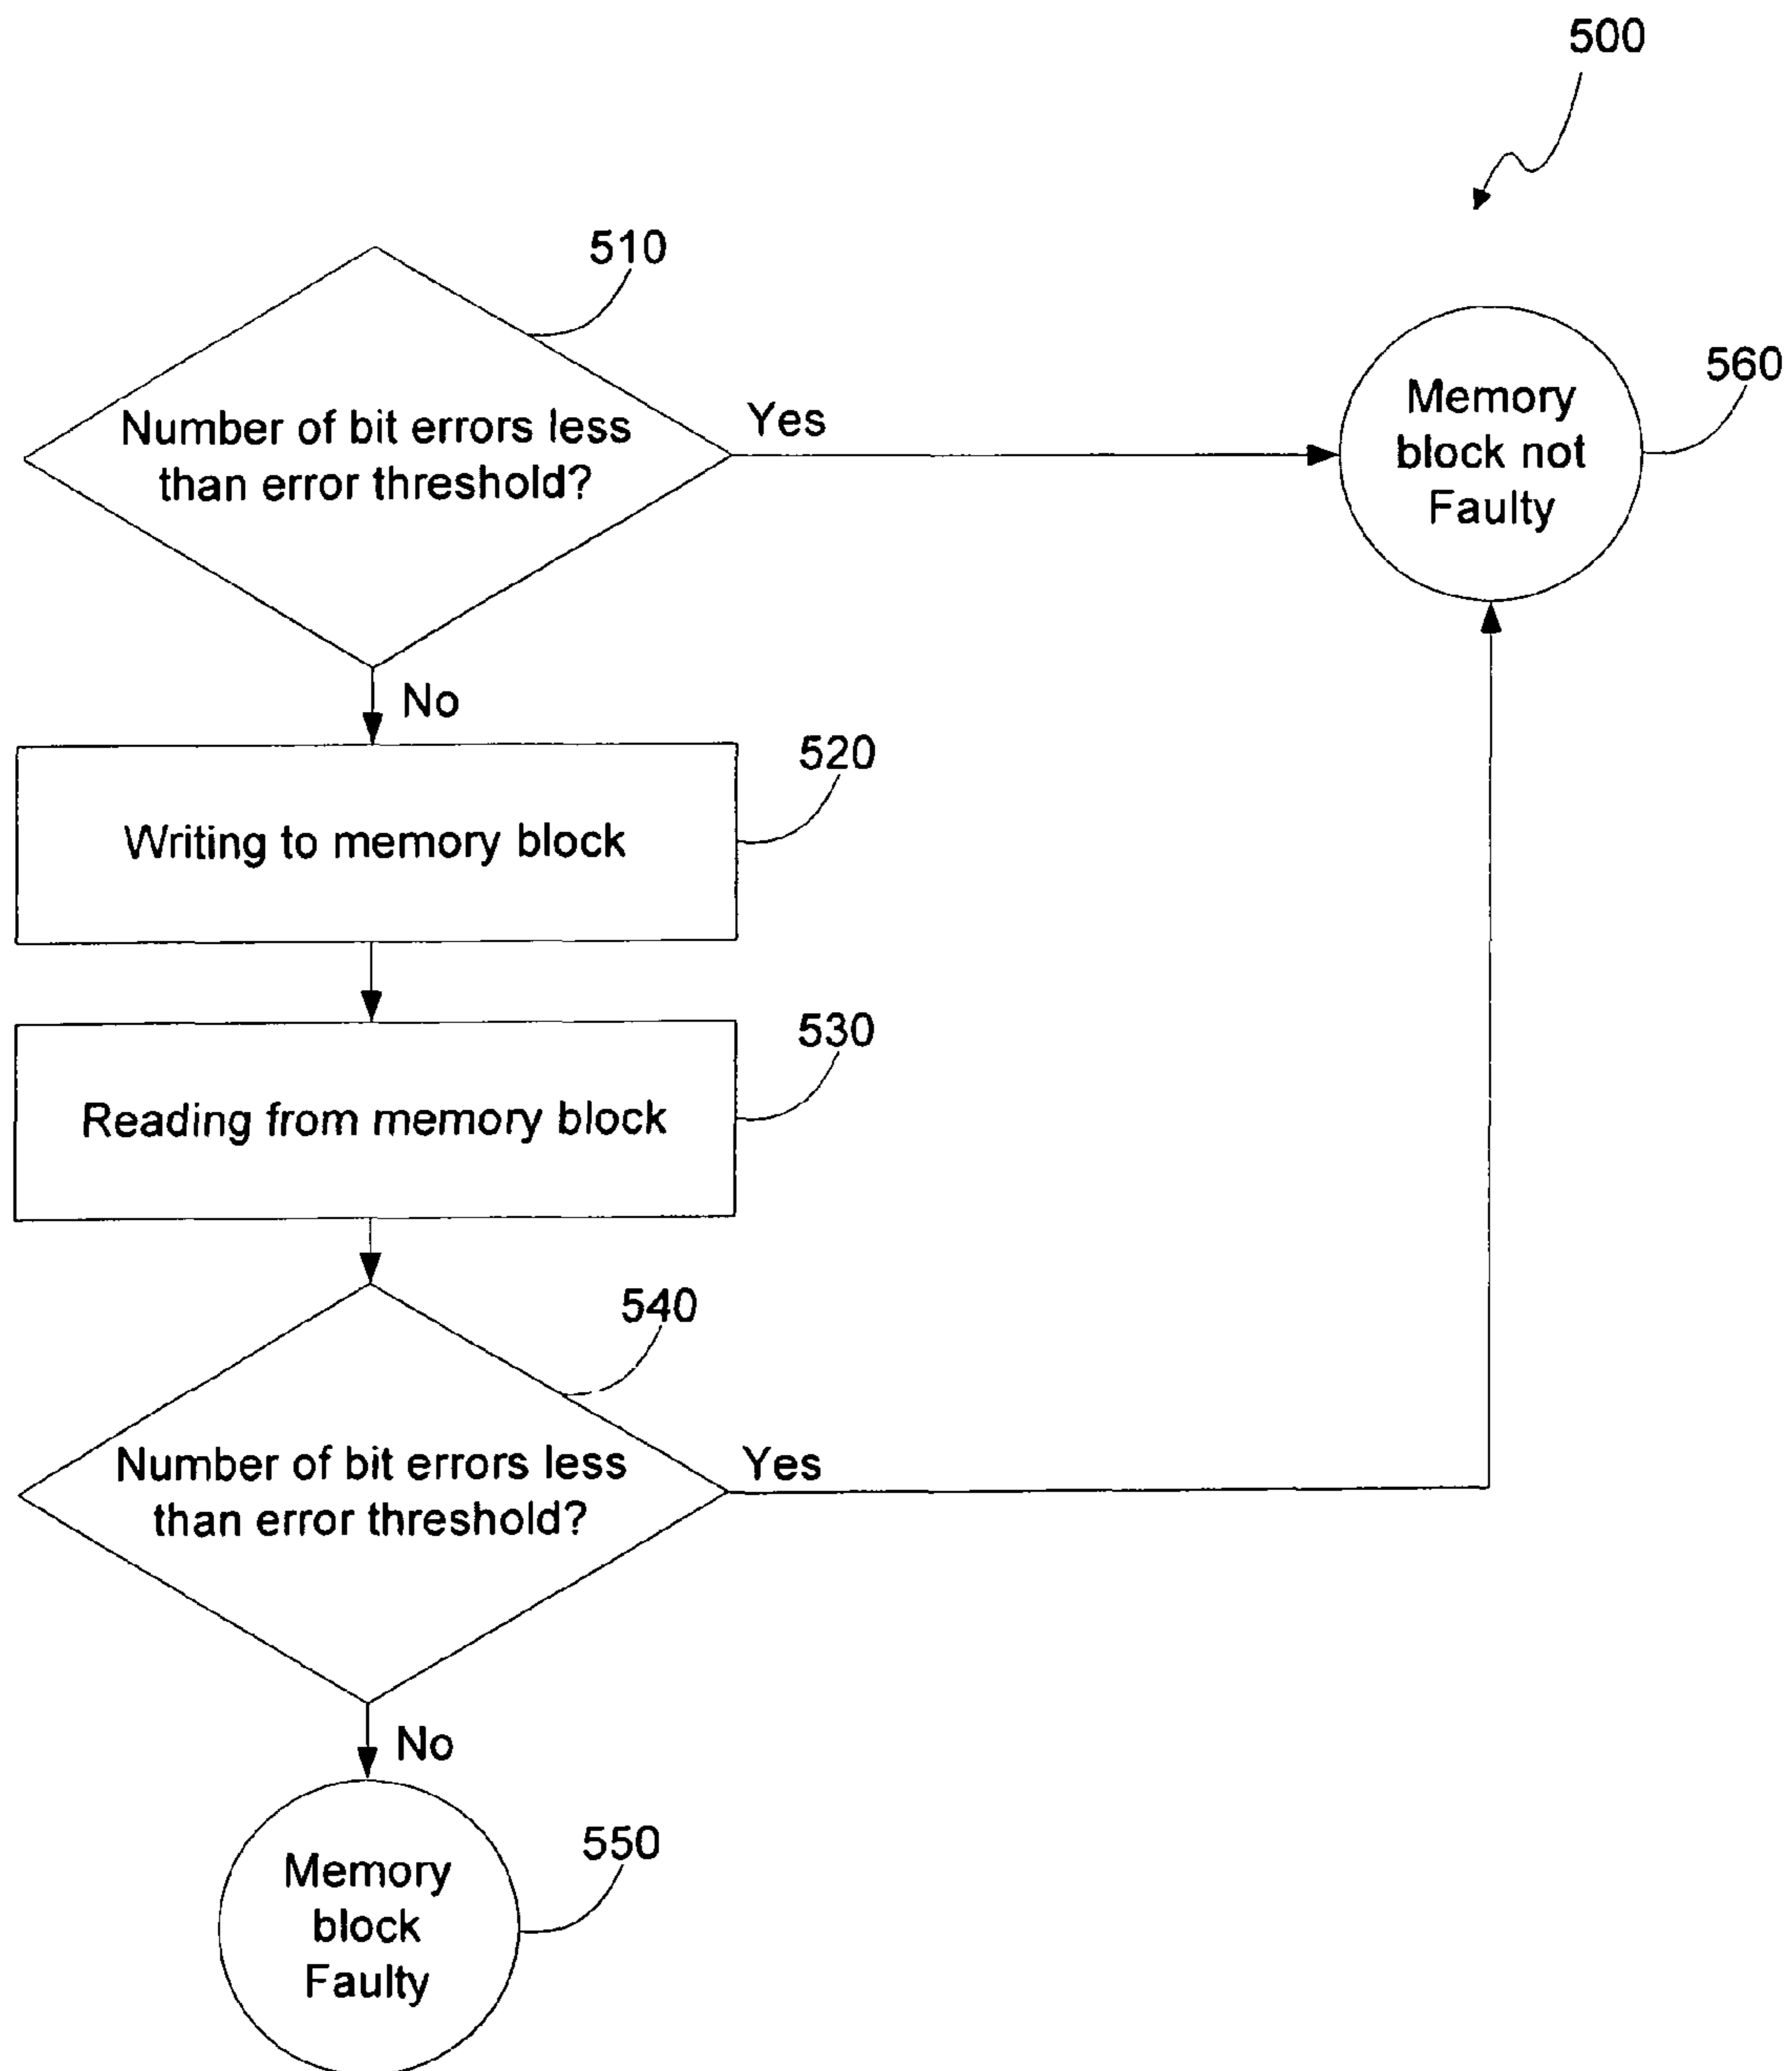 500
510
Number of bit errors less
than error threshold?
Yes
Memory
block not
Faulty
560
No
520
Writing to memory block
530
Reading from memory block
540
Number of bit errors less
than error threshold?
Yes
No
550
Memory
block
Faulty